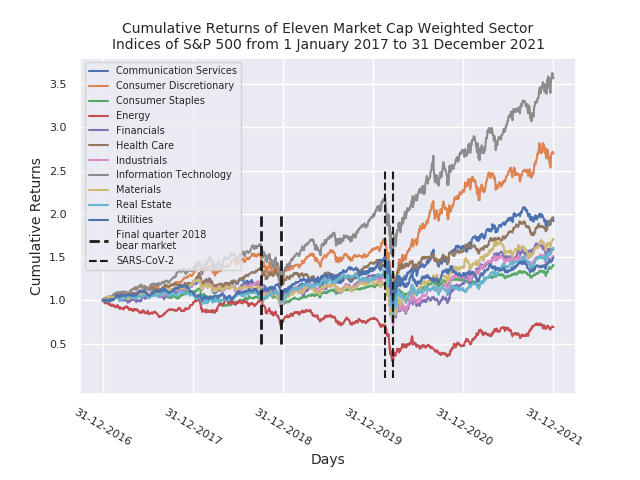 Cumulative Returns of Eleven Market Cap Weighted Sector
Indices of S&P 500 from 1 January 2017 to 31 December 2021
Cumulative Returns
3.5
3.0
2.5
2.0
1.5
1.0
0.5
Communication Services
Consumer Discretionary
Consumer Staples
Energy
Financials
Health Care
Industrials
Information Technology
Materials
Real Estate
Utilities
Final quarter 2018
bear market
SARS-CoV-2
31-12-2016
31-12-2017
31-12-2018
31-12-2019
31-12-2020
31-12-2021
Days